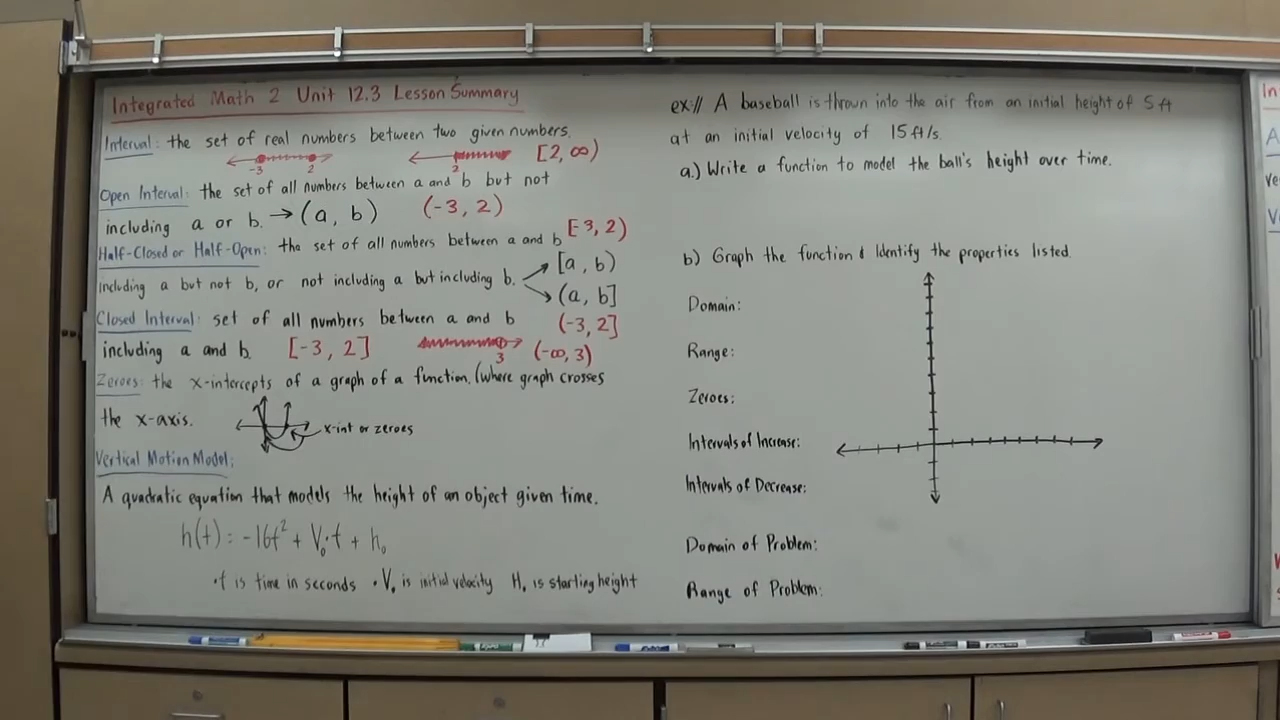 Integrated Math 2 Unit 12.3 Lesson Summary
Interval: the set of real numbers between two given numbers.
-3 2 2 [2, ∞)
Open Interval: the set of all numbers between a and b but not
including a or b. → (a, b) (-3, 2)
Half-Closed or Half-Open: the set of all numbers between a and b [-3, 2)
including a but not b, or not including a but including b. [a, b)
(a, b]
Closed Interval: set of all numbers between a and b (-3, 2]
including a and b. [-3, 2] 3 (-∞, 3)
Zeroes: the x-intercepts of a graph of a function. (where graph crosses
the x-axis. x-int or zeroes
Vertical Motion Model:
A quadratic equation that models the height of an object given time.
h(t) = -16t² + V₀·t + h₀
·t is time in seconds ·V₀ is initial velocity H₀ is starting height
ex:// A baseball is thrown into the air from an initial height of 5 ft
at an initial velocity of 15 ft/s.
a.) Write a function to model the ball's height over time.
b) Graph the function & Identify the properties listed.
Domain:
Range:
Zeroes:
Intervals of Increase:
Intervals of Decrease:
Domain of Problem:
Range of Problem:
In